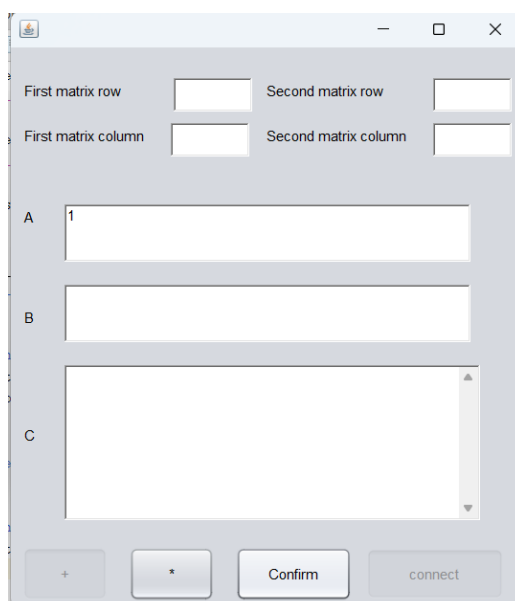 First matrix row Second matrix row
First matrix column Second matrix column
A 1
B
C
+ * Confirm connect